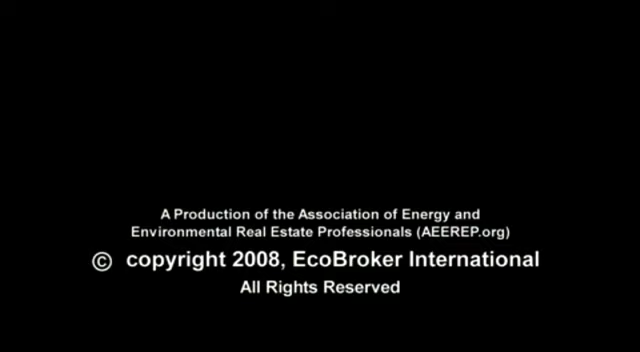 A Production of the Association of Energy and
Environmental Real Estate Professionals (AEEREP.org)
© copyright 2008, EcoBroker International
All Rights Reserved